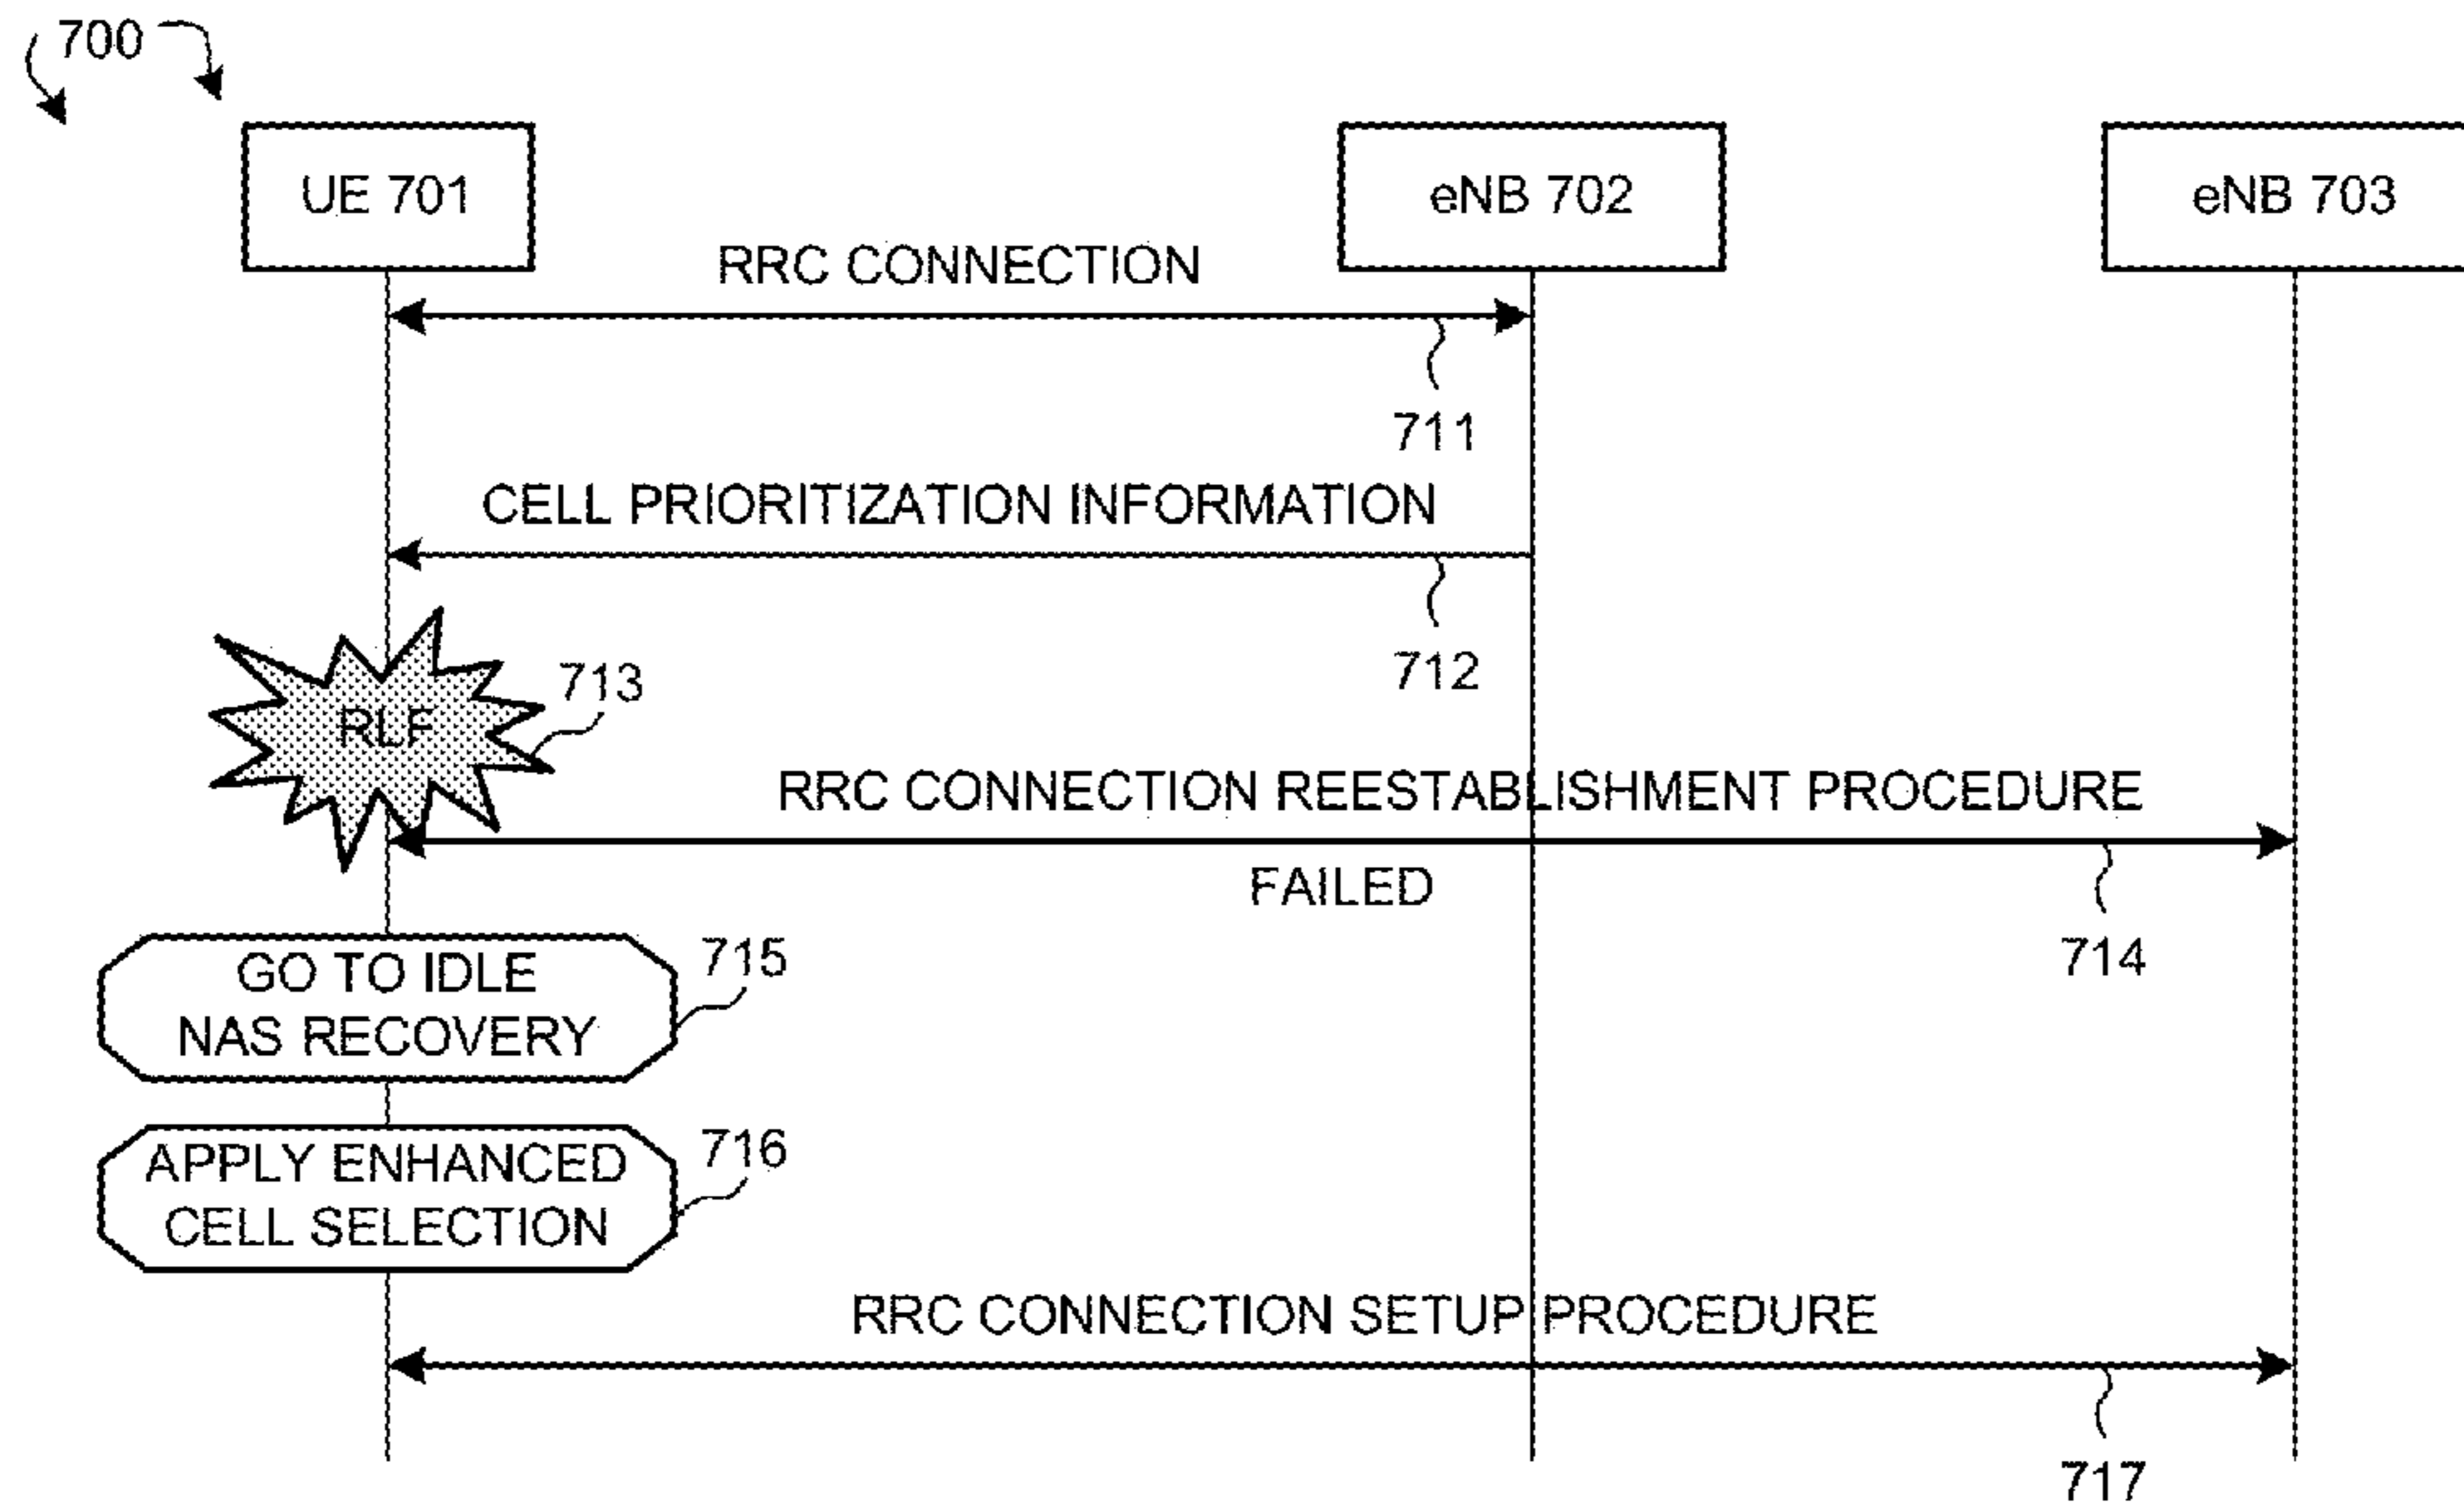 700
UE 701
eNB 702
eNB 703
RRC CONNECTION
711
CELL PRIORITIZATION INFORMATION
712
RLF
713
RRC CONNECTION REESTABLISHMENT PROCEDURE
FAILED
714
GO TO IDLE
NAS RECOVERY
715
APPLY ENHANCED
CELL SELECTION
716
RRC CONNECTION SETUP PROCEDURE
717